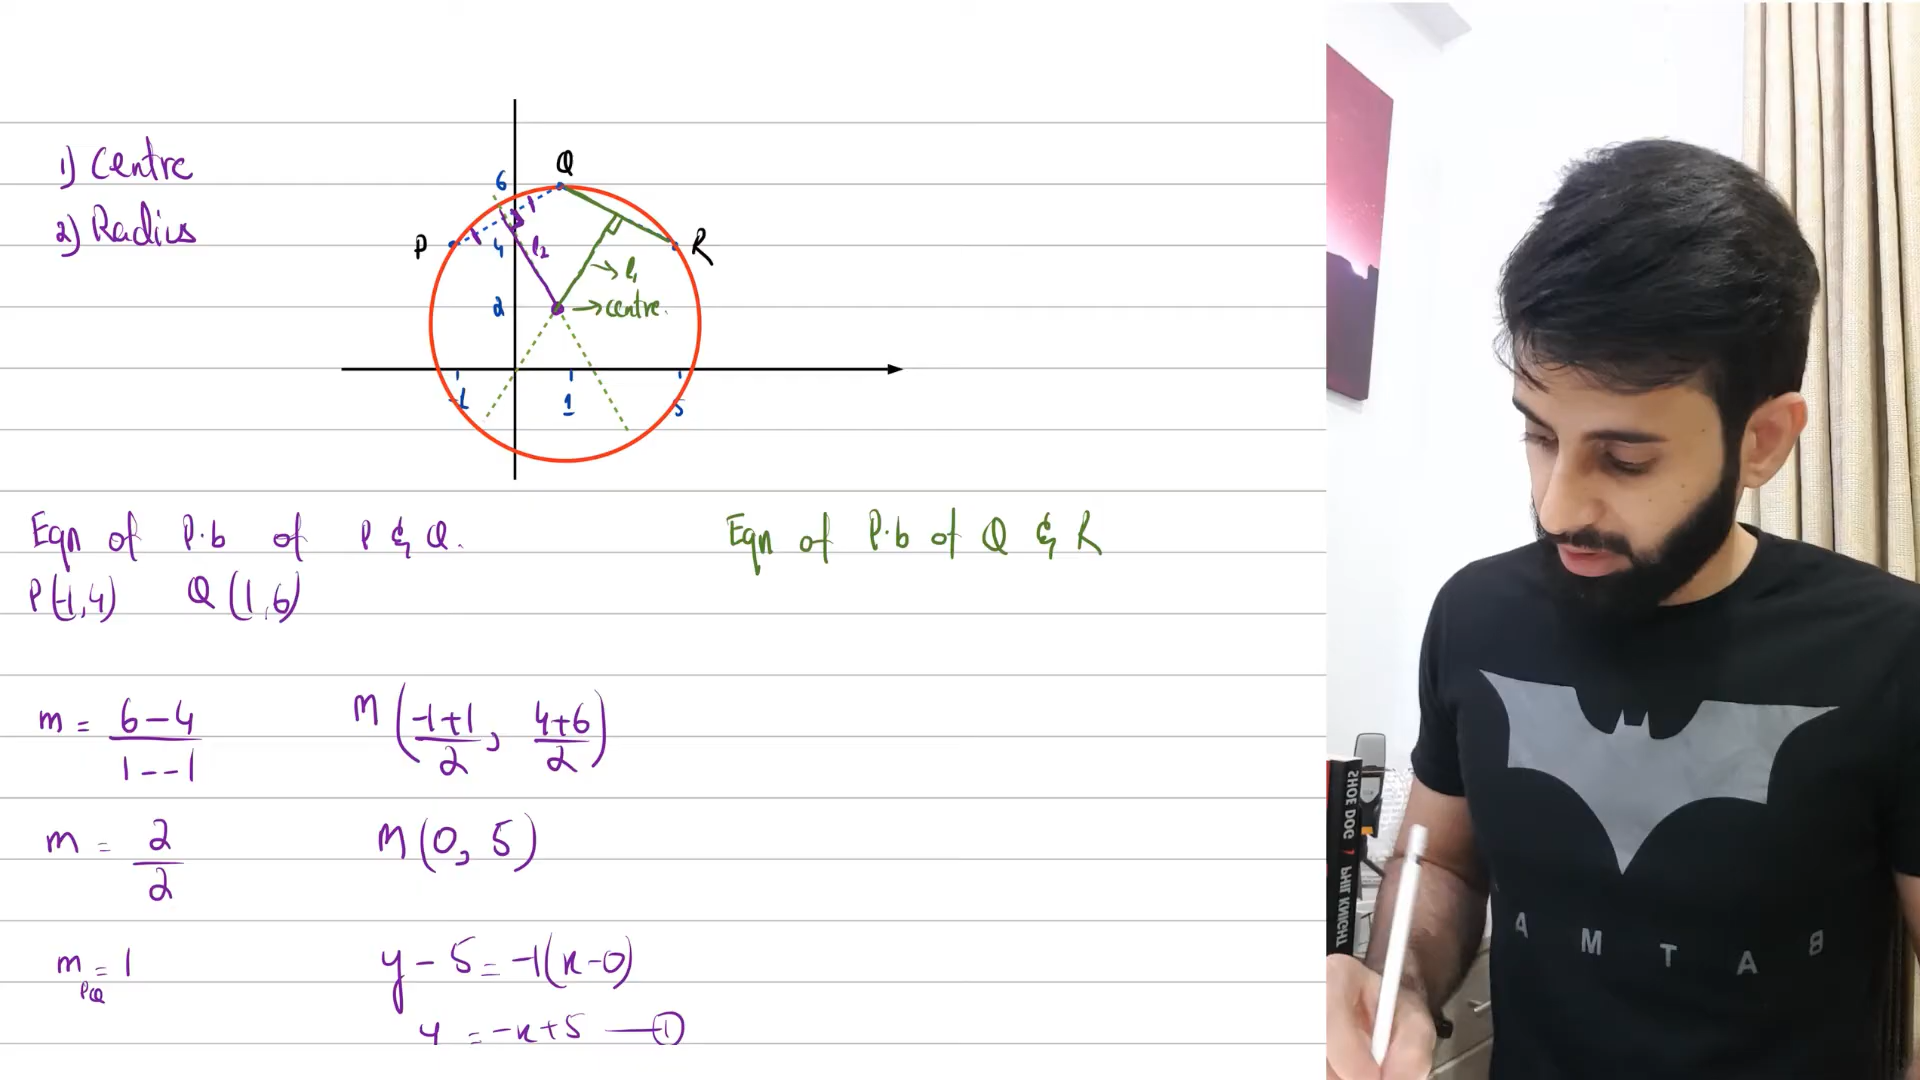 1) Centre
2) Radius
Q
6
P
4
l₂
R
l₁
2
→centre.
-1
1
5
Eqn of P.b of P & Q.
P(-1,4) Q(1,6)
m = 6-4 / 1--1
M(-1+1 / 2, 4+6 / 2)
m = 2 / 2
M(0, 5)
m PQ = 1
y - 5 = -1(x-0)
y = -x+5 —①
Eqn of P.b of Q & R
SHOE DOG
PHIL KNIGHT
A M T A B